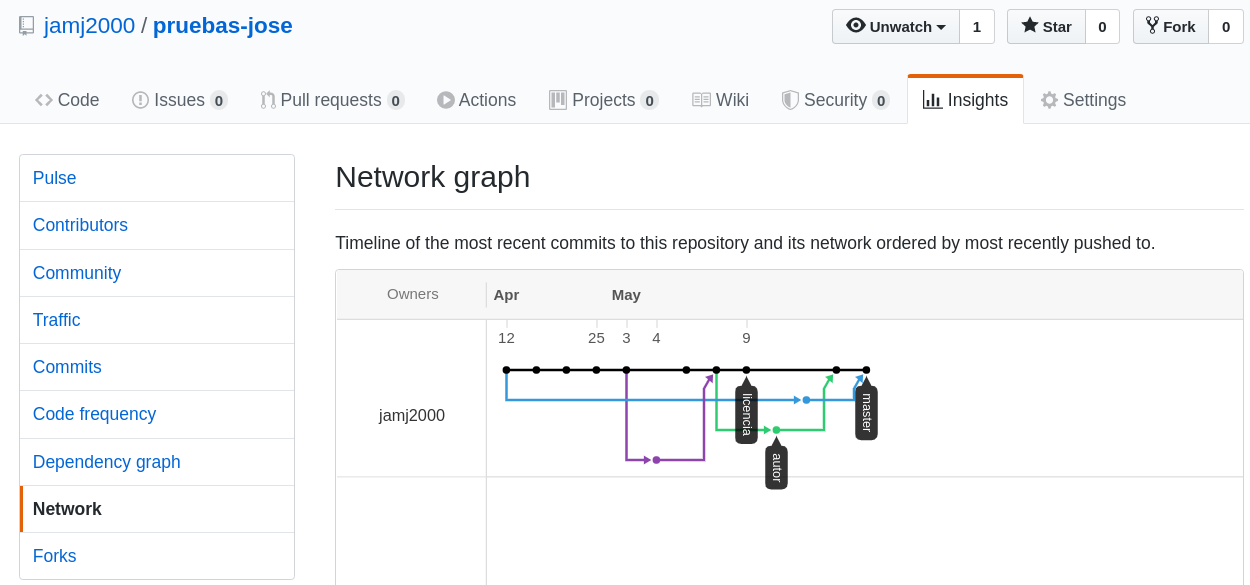 jamj2000 / pruebas-jose
Unwatch 1 Star 0 Fork 0
Code Issues 0 Pull requests 0 Actions Projects 0 Wiki Security 0 Insights Settings
Pulse
Contributors
Community
Traffic
Commits
Code frequency
Dependency graph
Network
Forks
Network graph
Timeline of the most recent commits to this repository and its network ordered by most recently pushed to.
Owners Apr May
12 25 3 4 9
jamj2000
licencia
master
autor